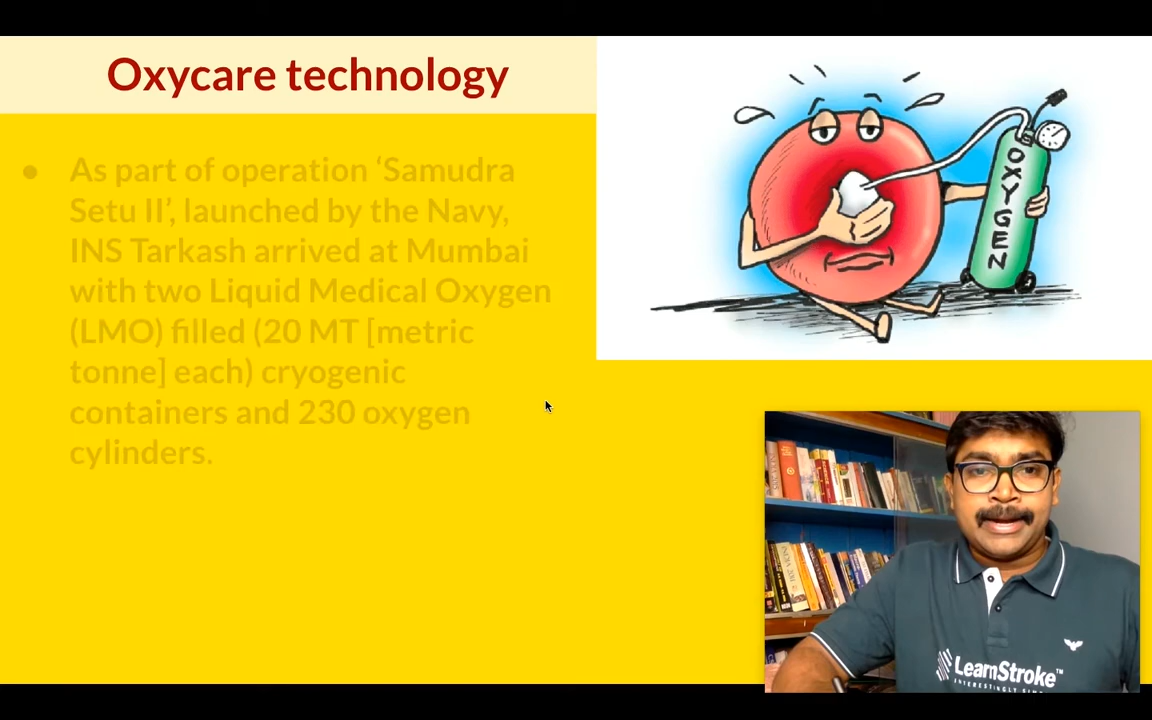 Oxycare technology
● As part of operation ‘Samudra
Setu II’, launched by the Navy,
INS Tarkash arrived at Mumbai
with two Liquid Medical Oxygen
(LMO) filled (20 MT [metric
tonne] each) cryogenic
containers and 230 oxygen
cylinders.
OXYGEN
LearnStroke™